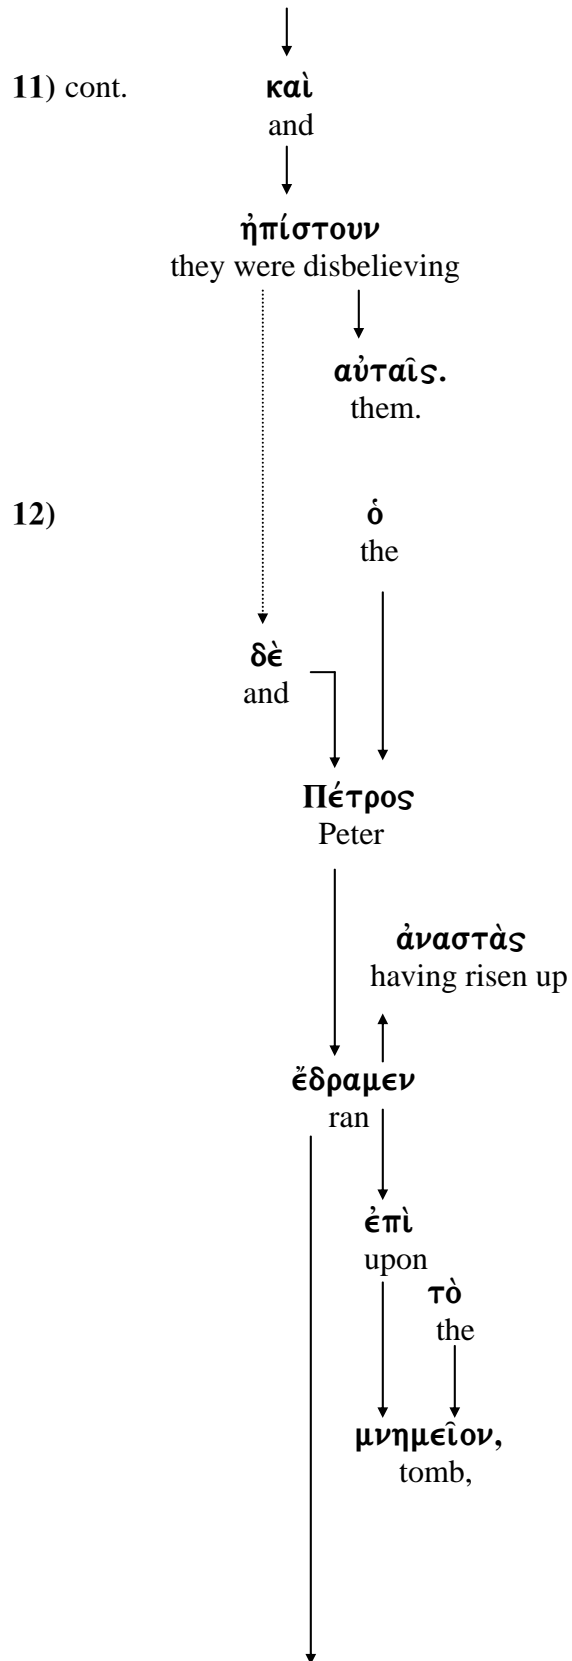 11) cont. καὶ
and
ἠπίστουν
they were disbelieving
αὐταῖς.
them.
12) ὁ
the
δὲ
and
Πέτρος
Peter
ἀναστὰς
having risen up
ἔδραμεν
ran
ἐπὶ
upon
τὸ
the
μνημεῖον,
tomb,